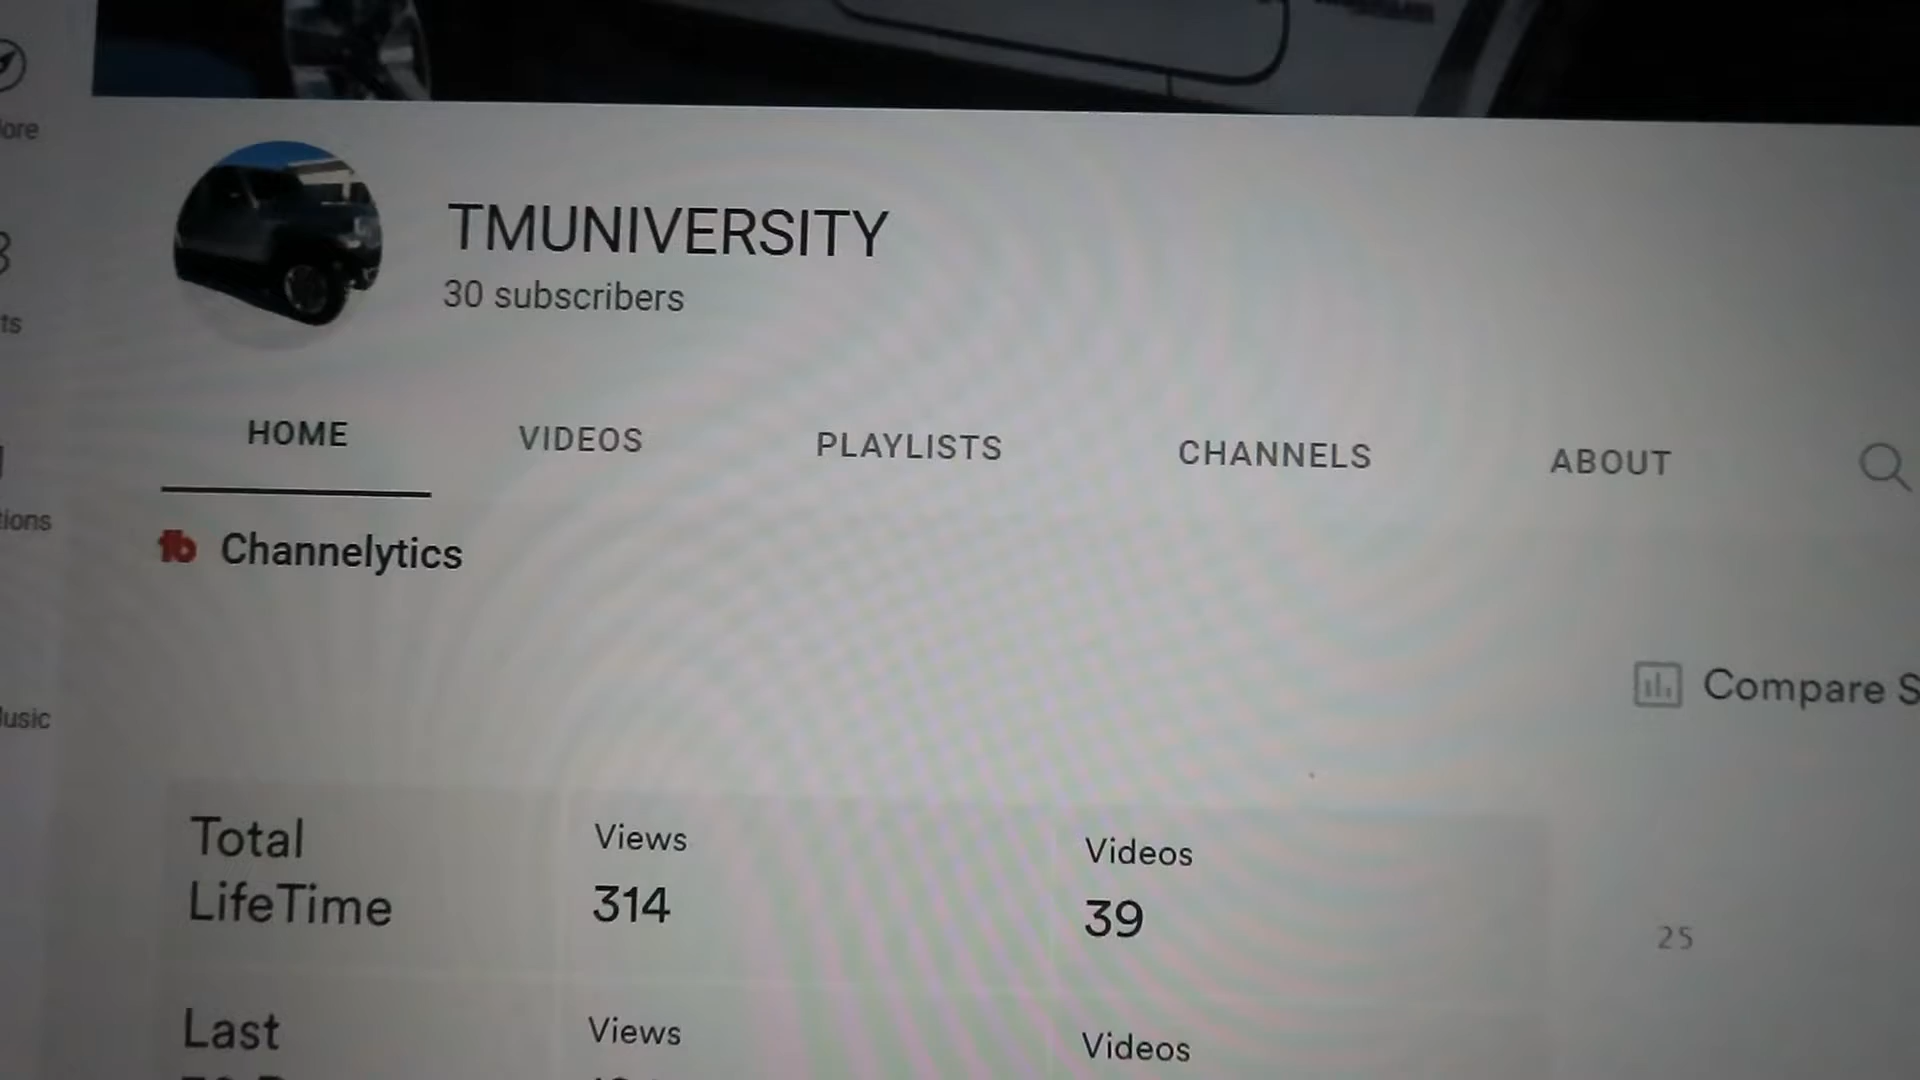 TMUNIVERSITY
30 subscribers
HOME VIDEOS PLAYLISTS CHANNELS ABOUT
Channelytics
Compare S
Total
LifeTime
Views
314
Videos
39
25
Last
Views
Videos